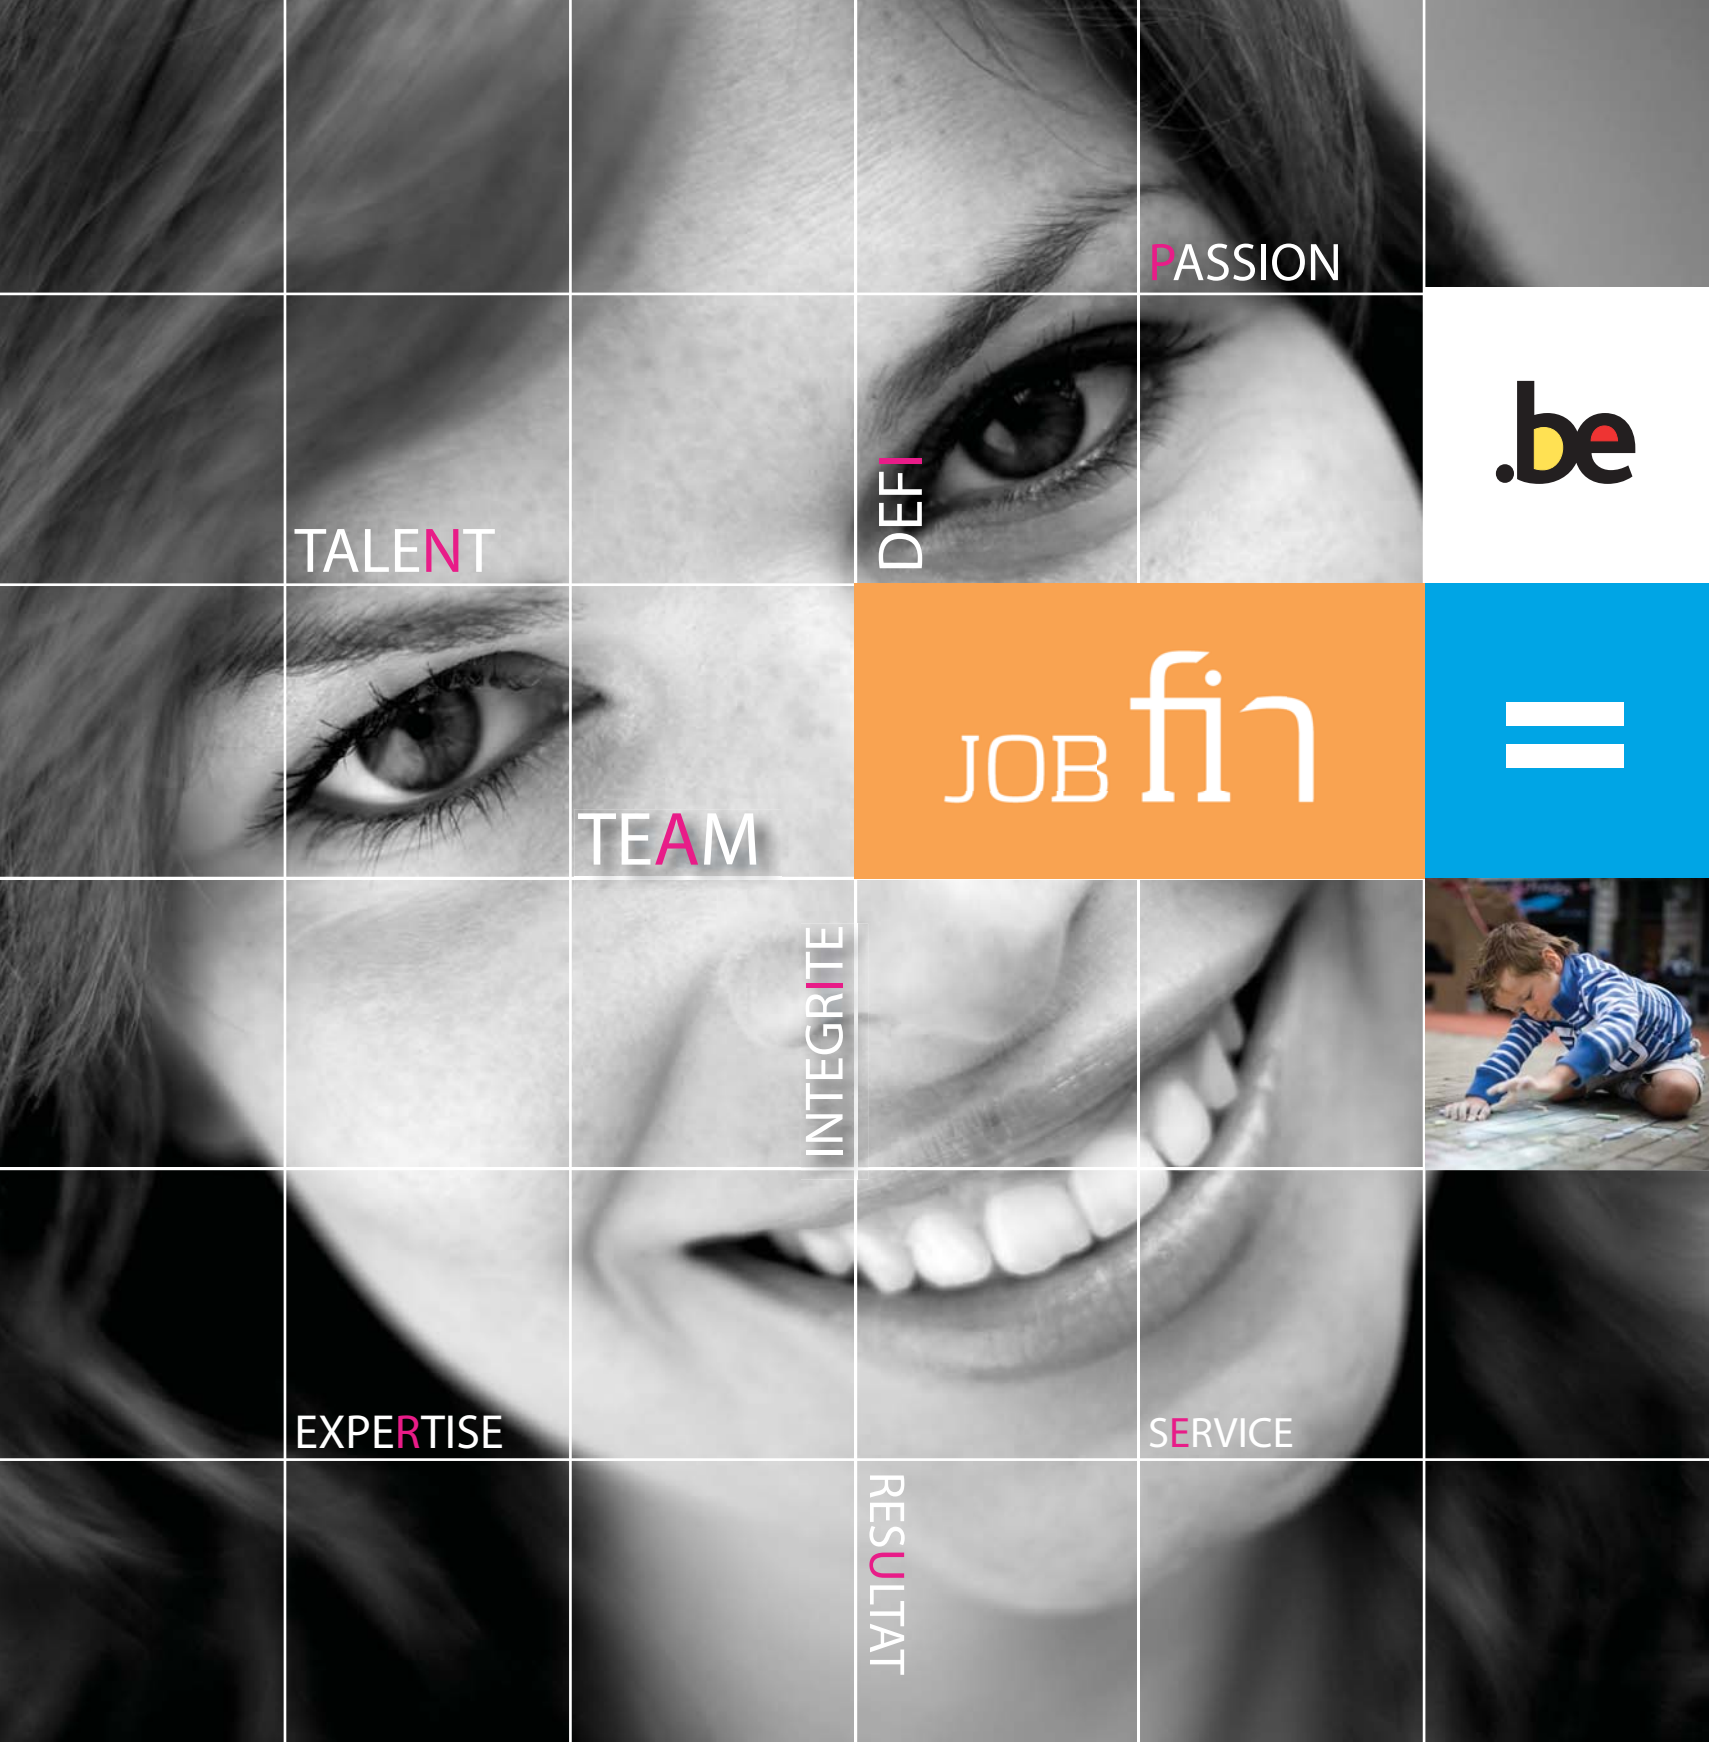 PASSION
.be
DEFI
TALENT
JOB fin
=
TEAM
INTEGRITE
EXPERTISE
SERVICE
RESULTAT